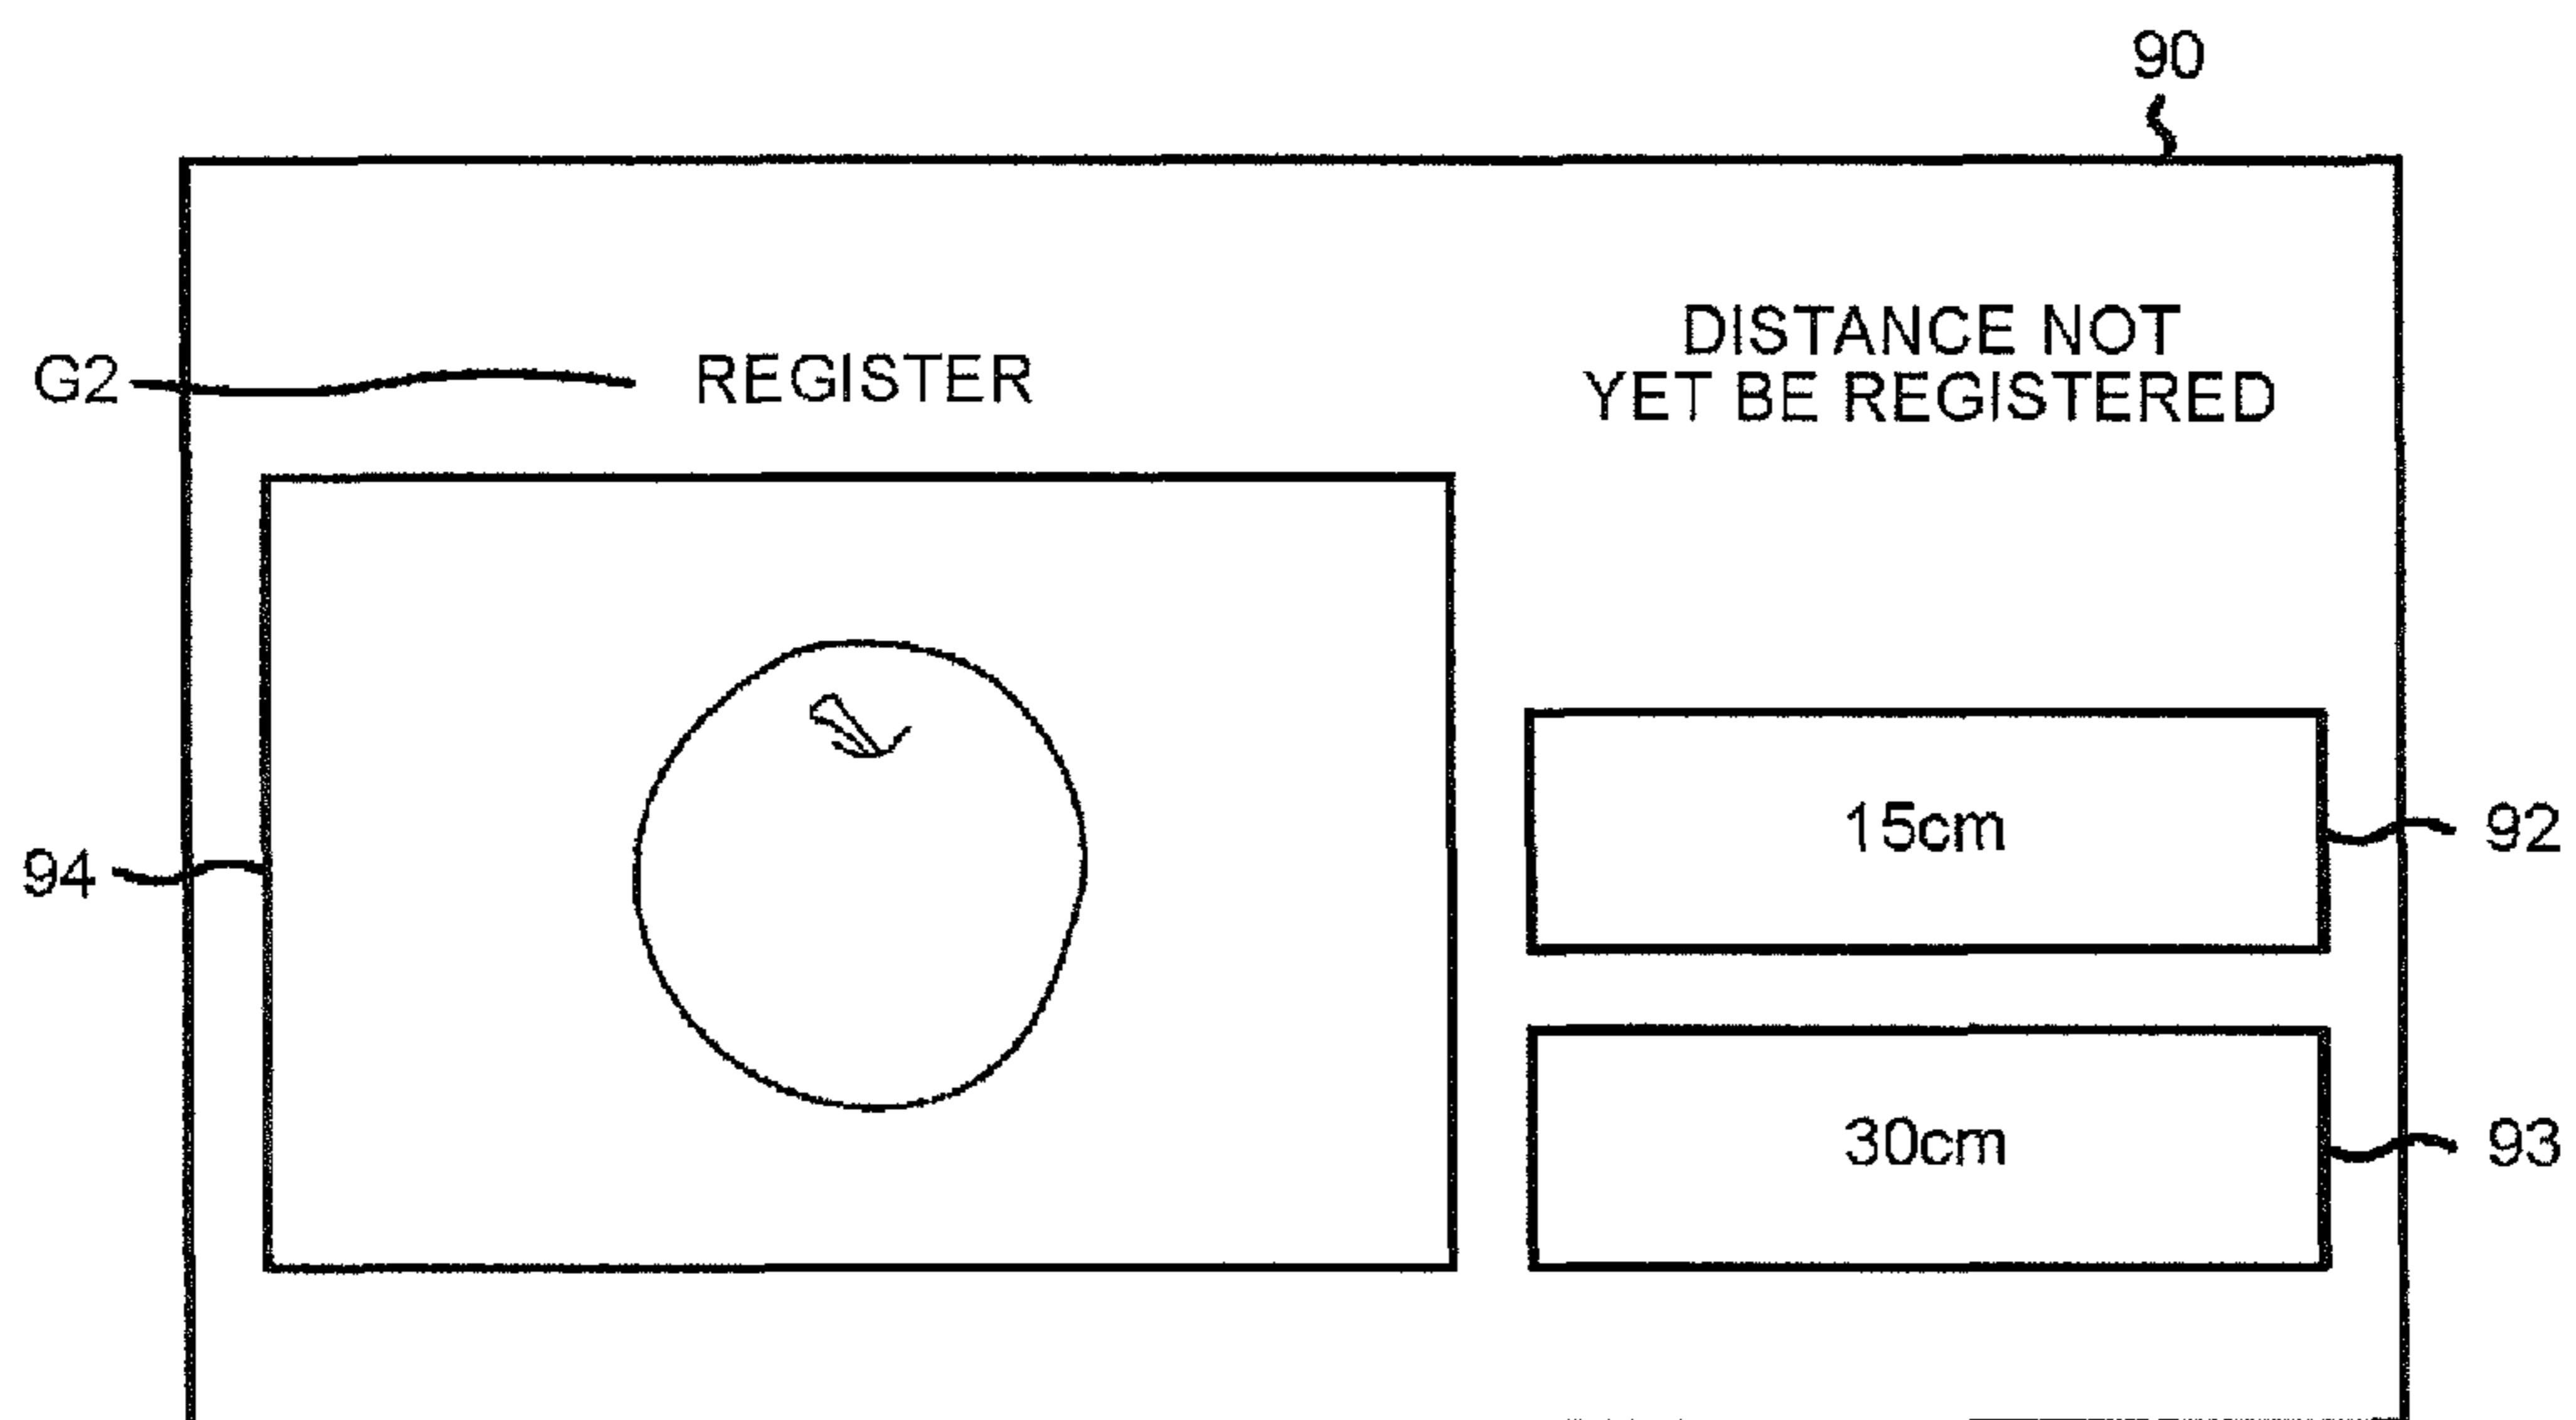 90
DISTANCE NOT
G2 REGISTER YET BE REGISTERED
15cm 92
94
30cm 93